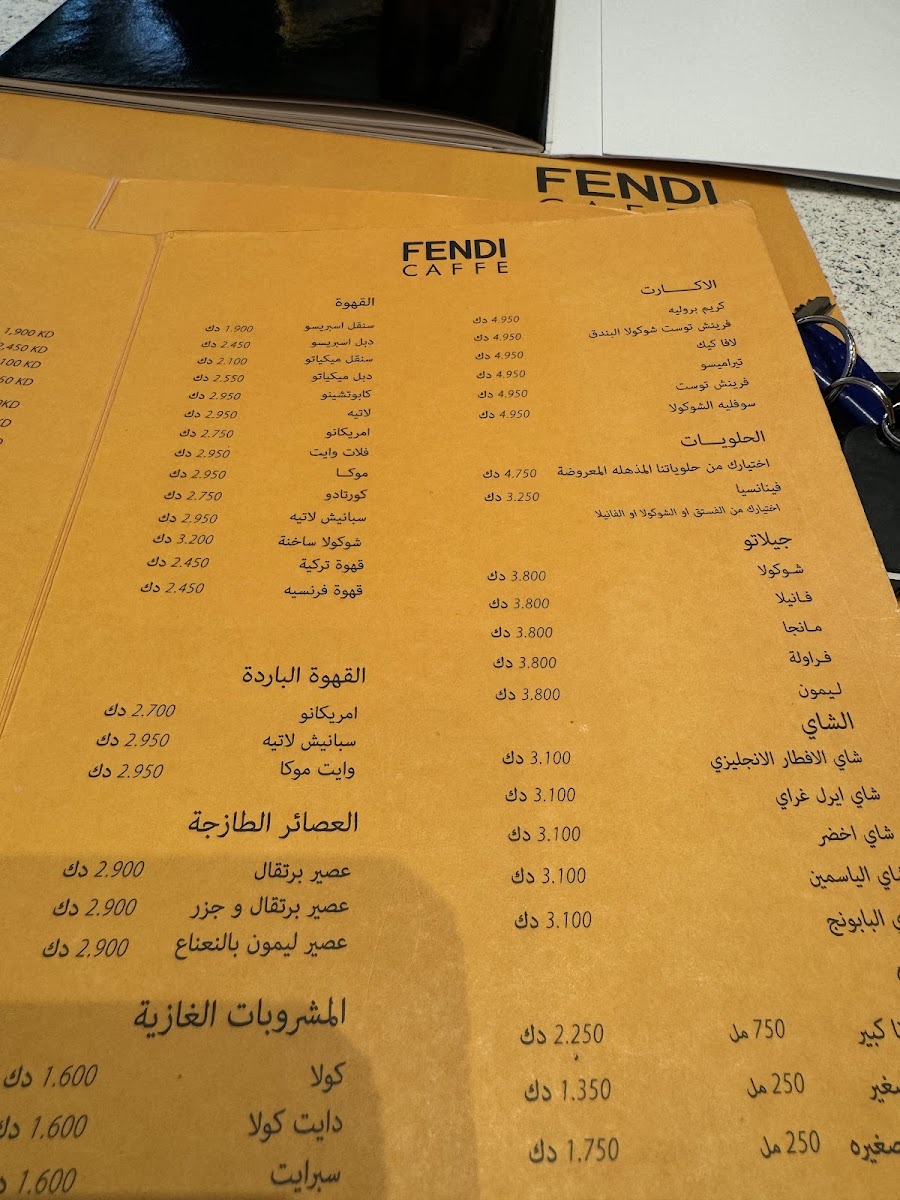 FENDI
FENDI
CAFFE
الاكـــــارت
كريم بروليه 4.950 دك
فرينش توست شوكولا البندق 4.950 دك
لافا كيك 4.950 دك
تيراميسو 4.950 دك
فرينش توست 4.950 دك
سوفليه الشوكولا 4.950 دك
الحلويـــات
اختيارك من حلوياتنا المذهله المعروضة 4.750 دك
فينانسيا 3.250 دك
اختيارك من الفستق او الشوكولا او الفانيلا
جيلاتو
شوكولا 3.800 دك
فـانيلا 3.800 دك
مـانجا 3.800 دك
فـراولة 3.800 دك
ليمون 3.800 دك
الشاي
شاي الافطار الانجليزي 3.100 دك
شاي ايرل غراي 3.100 دك
شاي اخضر 3.100 دك
الياسمين 3.100 دك
البابونج 3.100 دك
كبير 750 مل 2.250 دك
250 مل 1.350 دك
250 مل 1.750 دك
القهوة
سنقل اسبريسو 1.900 دك
دبل اسبريسو 2.450 دك
سنقل ميكياتو 2.100 دك
دبل ميكياتو 2.550 دك
كابوتشينو 2.950 دك
لاتيه 2.950 دك
امريكانو 2.750 دك
فلات وايت 2.950 دك
موكـا 2.950 دك
كورتادو 2.750 دك
سبانيش لاتيه 2.950 دك
شوكولا ساخنة 3.200 دك
قهوة تركية 2.450 دك
قهوة فرنسيه 2.450 دك
القهوة الباردة
امريكانو 2.700 دك
سبانيش لاتيه 2.950 دك
وايت موكا 2.950 دك
العصائر الطازجة
عصير برتقال 2.900 دك
عصير برتقال و جزر 2.900 دك
عصير ليمون بالنعناع 2.900 دك
المشروبات الغازية
كولا 1.600 دك
دايت كولا 1.600 دك
سبرايت 1.600
1,900 KD
2,450 KD
KD
KD
KD